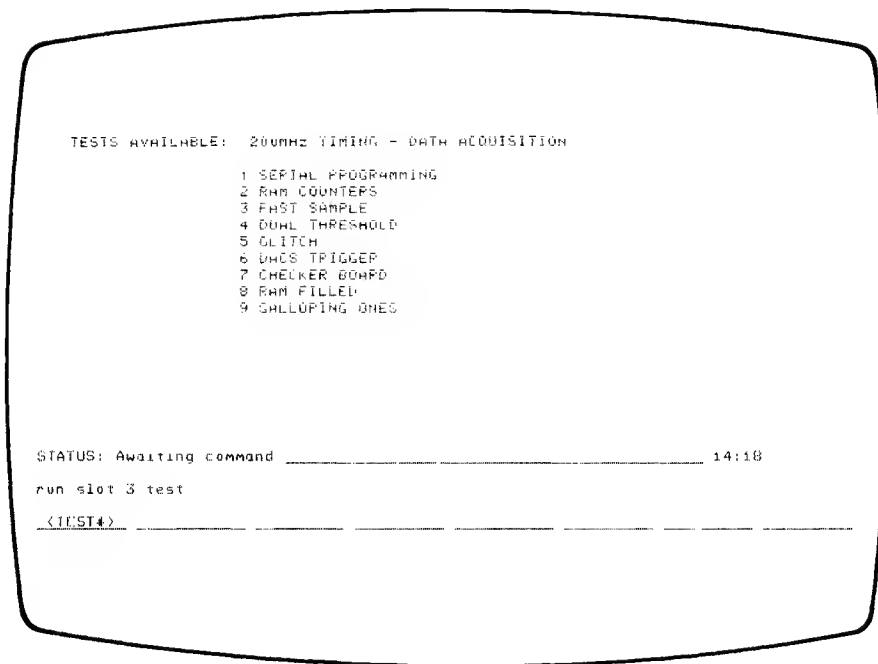 TESTS AVAILABLE: 200MHz TIMING - DATA ACQUISITION
1 SERIAL PROGRAMMING
2 RAM COUNTERS
3 FAST SAMPLE
4 DUAL THRESHOLD
5 GLITCH
6 DACS TRIGGER
7 CHECKER BOARD
8 RAM FILLED
9 GALLOPING ONES
STATUS: Awaiting command 14:18
run slot 3 test
<TEST#>